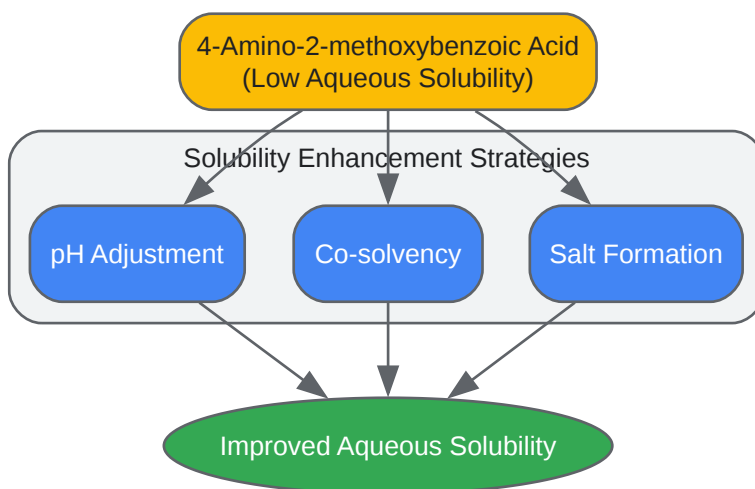 4-Amino-2-methoxybenzoic Acid
(Low Aqueous Solubility)
Solubility Enhancement Strategies
pH Adjustment
Co-solvency
Salt Formation
Improved Aqueous Solubility